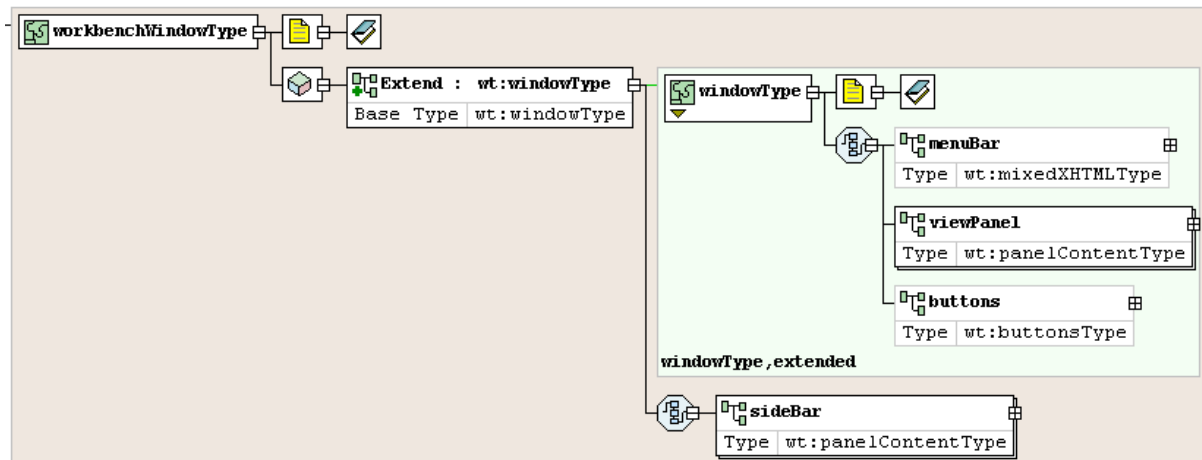 workbenchWindowType
Extend : wt:windowType
Base Type wt:windowType
windowType
menuBar
Type wt:mixedXHTMLType
viewPanel
Type wt:panelContentType
buttons
Type wt:buttonsType
windowType,extended
sideBar
Type wt:panelContentType